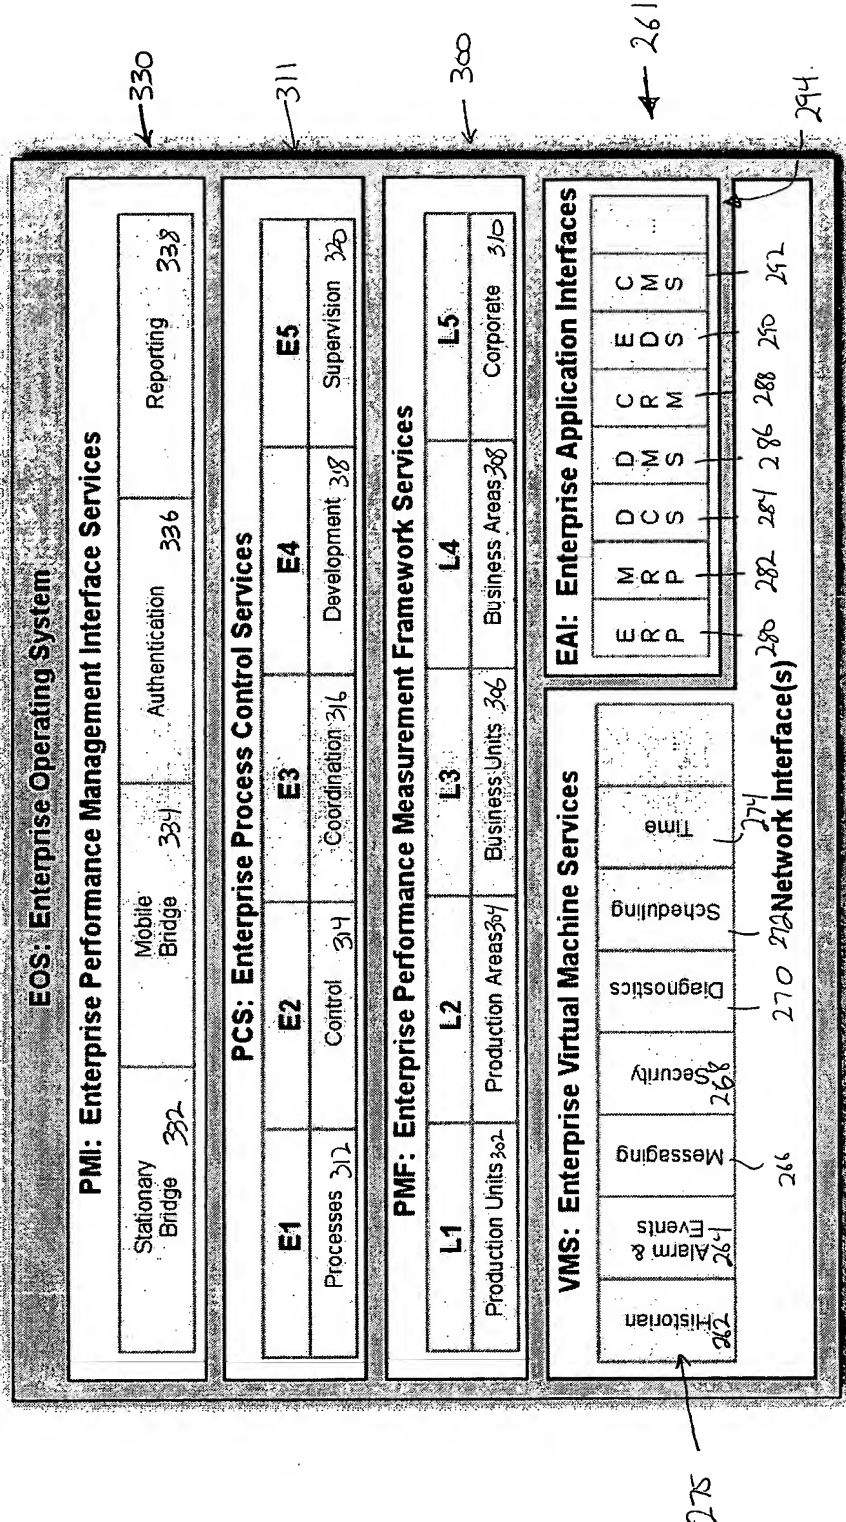 EOS: Enterprise Operating System
PMI: Enterprise Performance Management Interface Services
330
Stationary Bridge 332
Mobile Bridge 334
Authentication 336
Reporting 338
PCS: Enterprise Process Control Services
311
E1 E2 E3 E4 E5
Processes 312
Control 314
Coordination 316
Development 318
Supervision 320
PMF: Enterprise Performance Measurement Framework Services
300
L1 L2 L3 L4 L5
Production Units 302
Production Areas 304
Business Units 306
Business Areas 308
Corporate 310
VMS: Enterprise Virtual Machine Services
Historian 262
Alarm & Events 264
Messaging
Security 268
Diagnostics
Scheduling
Time
266
270
272
274
275
EAI: Enterprise Application Interfaces
261
ERP
MRP
DCS
DMS
CRM
EDS
CMS
...
280 282 284 286 288 290 292
294.
Network Interface(s)